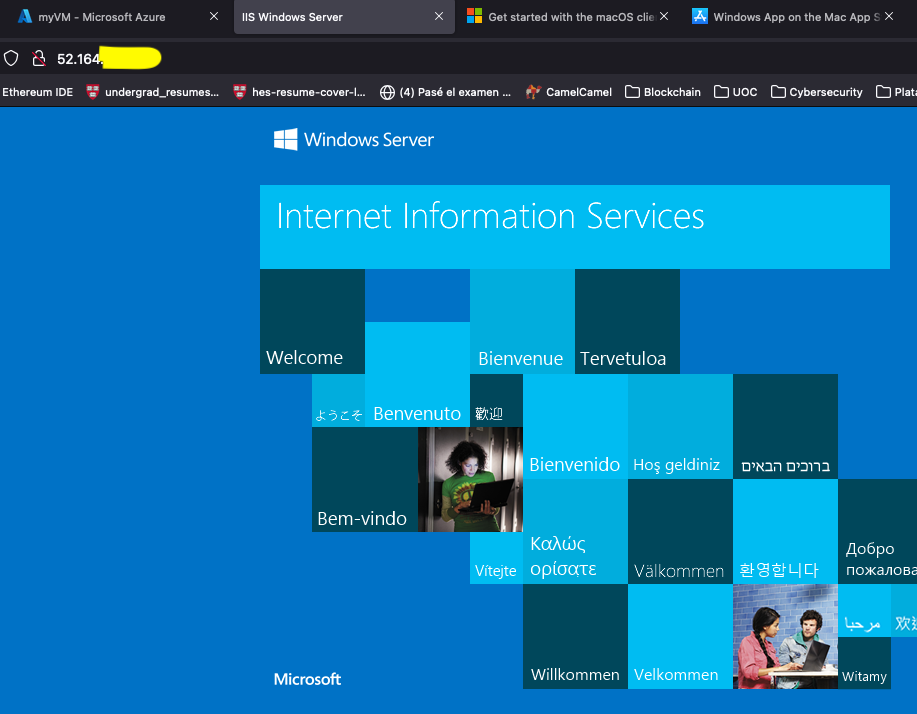 myVM - Microsoft Azure
IIS Windows Server
Get started with the macOS clie
Windows App on the Mac App S
52.164.
Ethereum IDE
undergrad_resumes...
hes-resume-cover-l...
(4) Pasé el examen ...
CamelCamel
Blockchain
UOC
Cybersecurity
Plata
Windows Server
Internet Information Services
Welcome
Bienvenue
Tervetuloa
ようこそ
Benvenuto
歡迎
Bienvenido
Hoş geldiniz
ברוכים הבאים
Bem-vindo
Vítejte
Καλώς
ορίσατε
Välkommen
환영합니다
Добро
пожалова
مرحبا
欢迎
Willkommen
Velkommen
Witamy
Microsoft